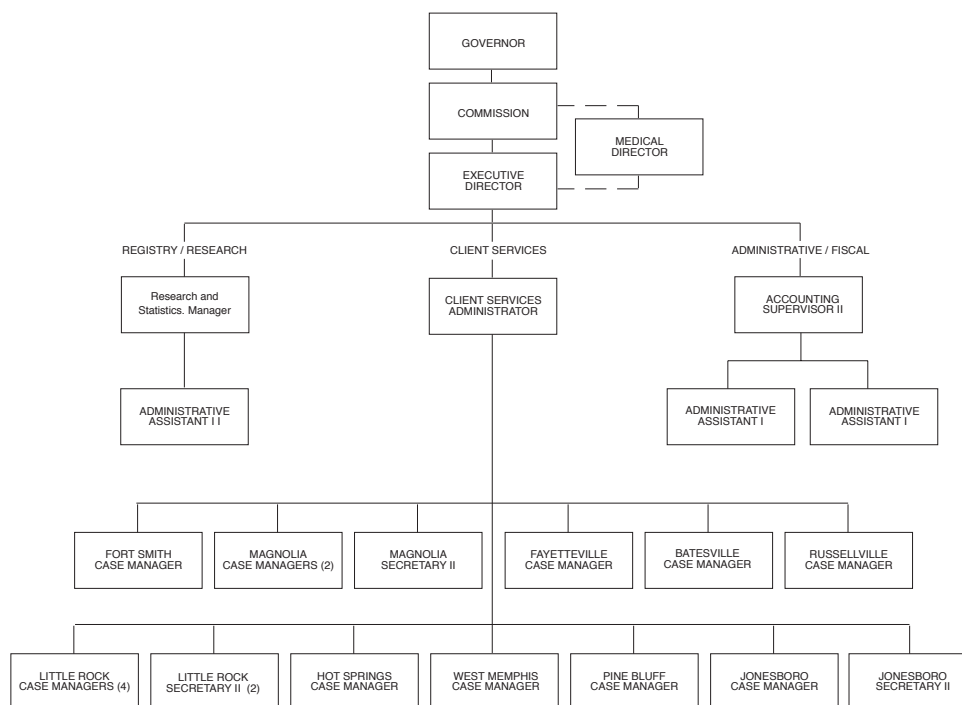 GOVERNOR
COMMISSION
MEDICAL
DIRECTOR
EXECUTIVE
DIRECTOR
REGISTRY / RESEARCH
CLIENT SERVICES
ADMINISTRATIVE / FISCAL
Research and
Statistics. Manager
CLIENT SERVICES
ADMINISTRATOR
ACCOUNTING
SUPERVISOR II
ADMINISTRATIVE
ASSISTANT I I
ADMINISTRATIVE
ASSISTANT I
ADMINISTRATIVE
ASSISTANT I
FORT SMITH
CASE MANAGER
MAGNOLIA
CASE MANAGERS (2)
MAGNOLIA
SECRETARY II
FAYETTEVILLE
CASE MANAGER
BATESVILLE
CASE MANAGER
RUSSELLVILLE
CASE MANAGER
LITTLE ROCK
CASE MANAGERS (4)
LITTLE ROCK
SECRETARY II (2)
HOT SPRINGS
CASE MANAGER
WEST MEMPHIS
CASE MANAGER
PINE BLUFF
CASE MANAGER
JONESBORO
CASE MANAGER
JONESBORO
SECRETARY II